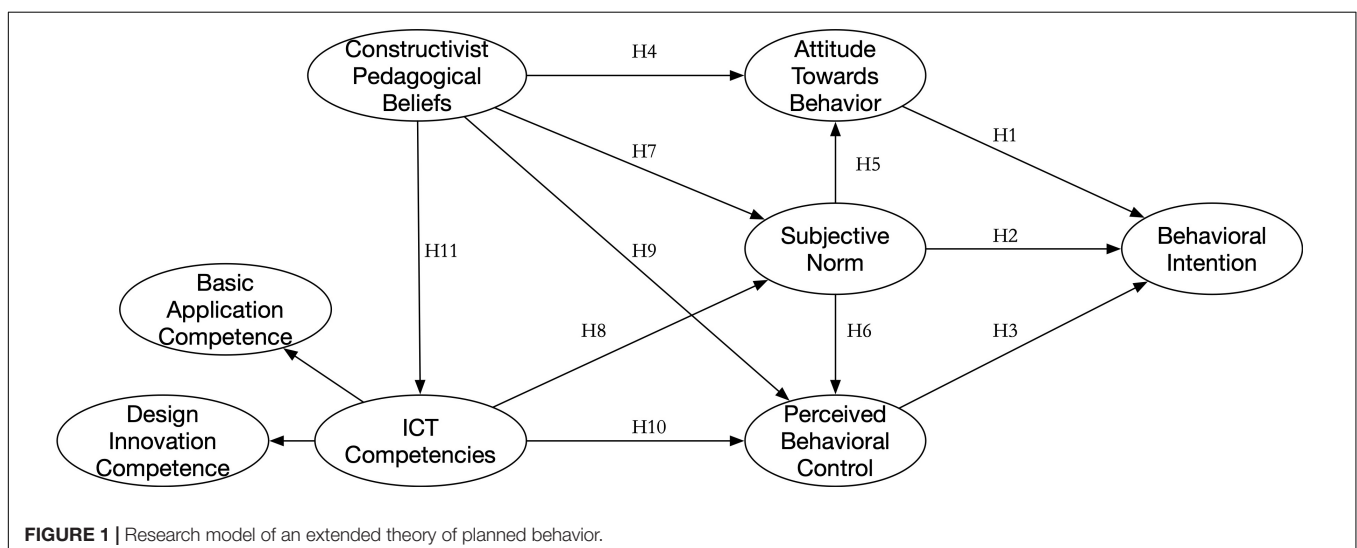 Constructivist
Pedagogical
Beliefs
H4
Attitude
Towards
Behavior
H1
H7
H5
Subjective
Norm
H2
Behavioral
Intention
H11
H9
Basic
Application
Competence
H8
H6
H3
Design
Innovation
Competence
ICT
Competencies
H10
Perceived
Behavioral
Control
FIGURE 1 | Research model of an extended theory of planned behavior.